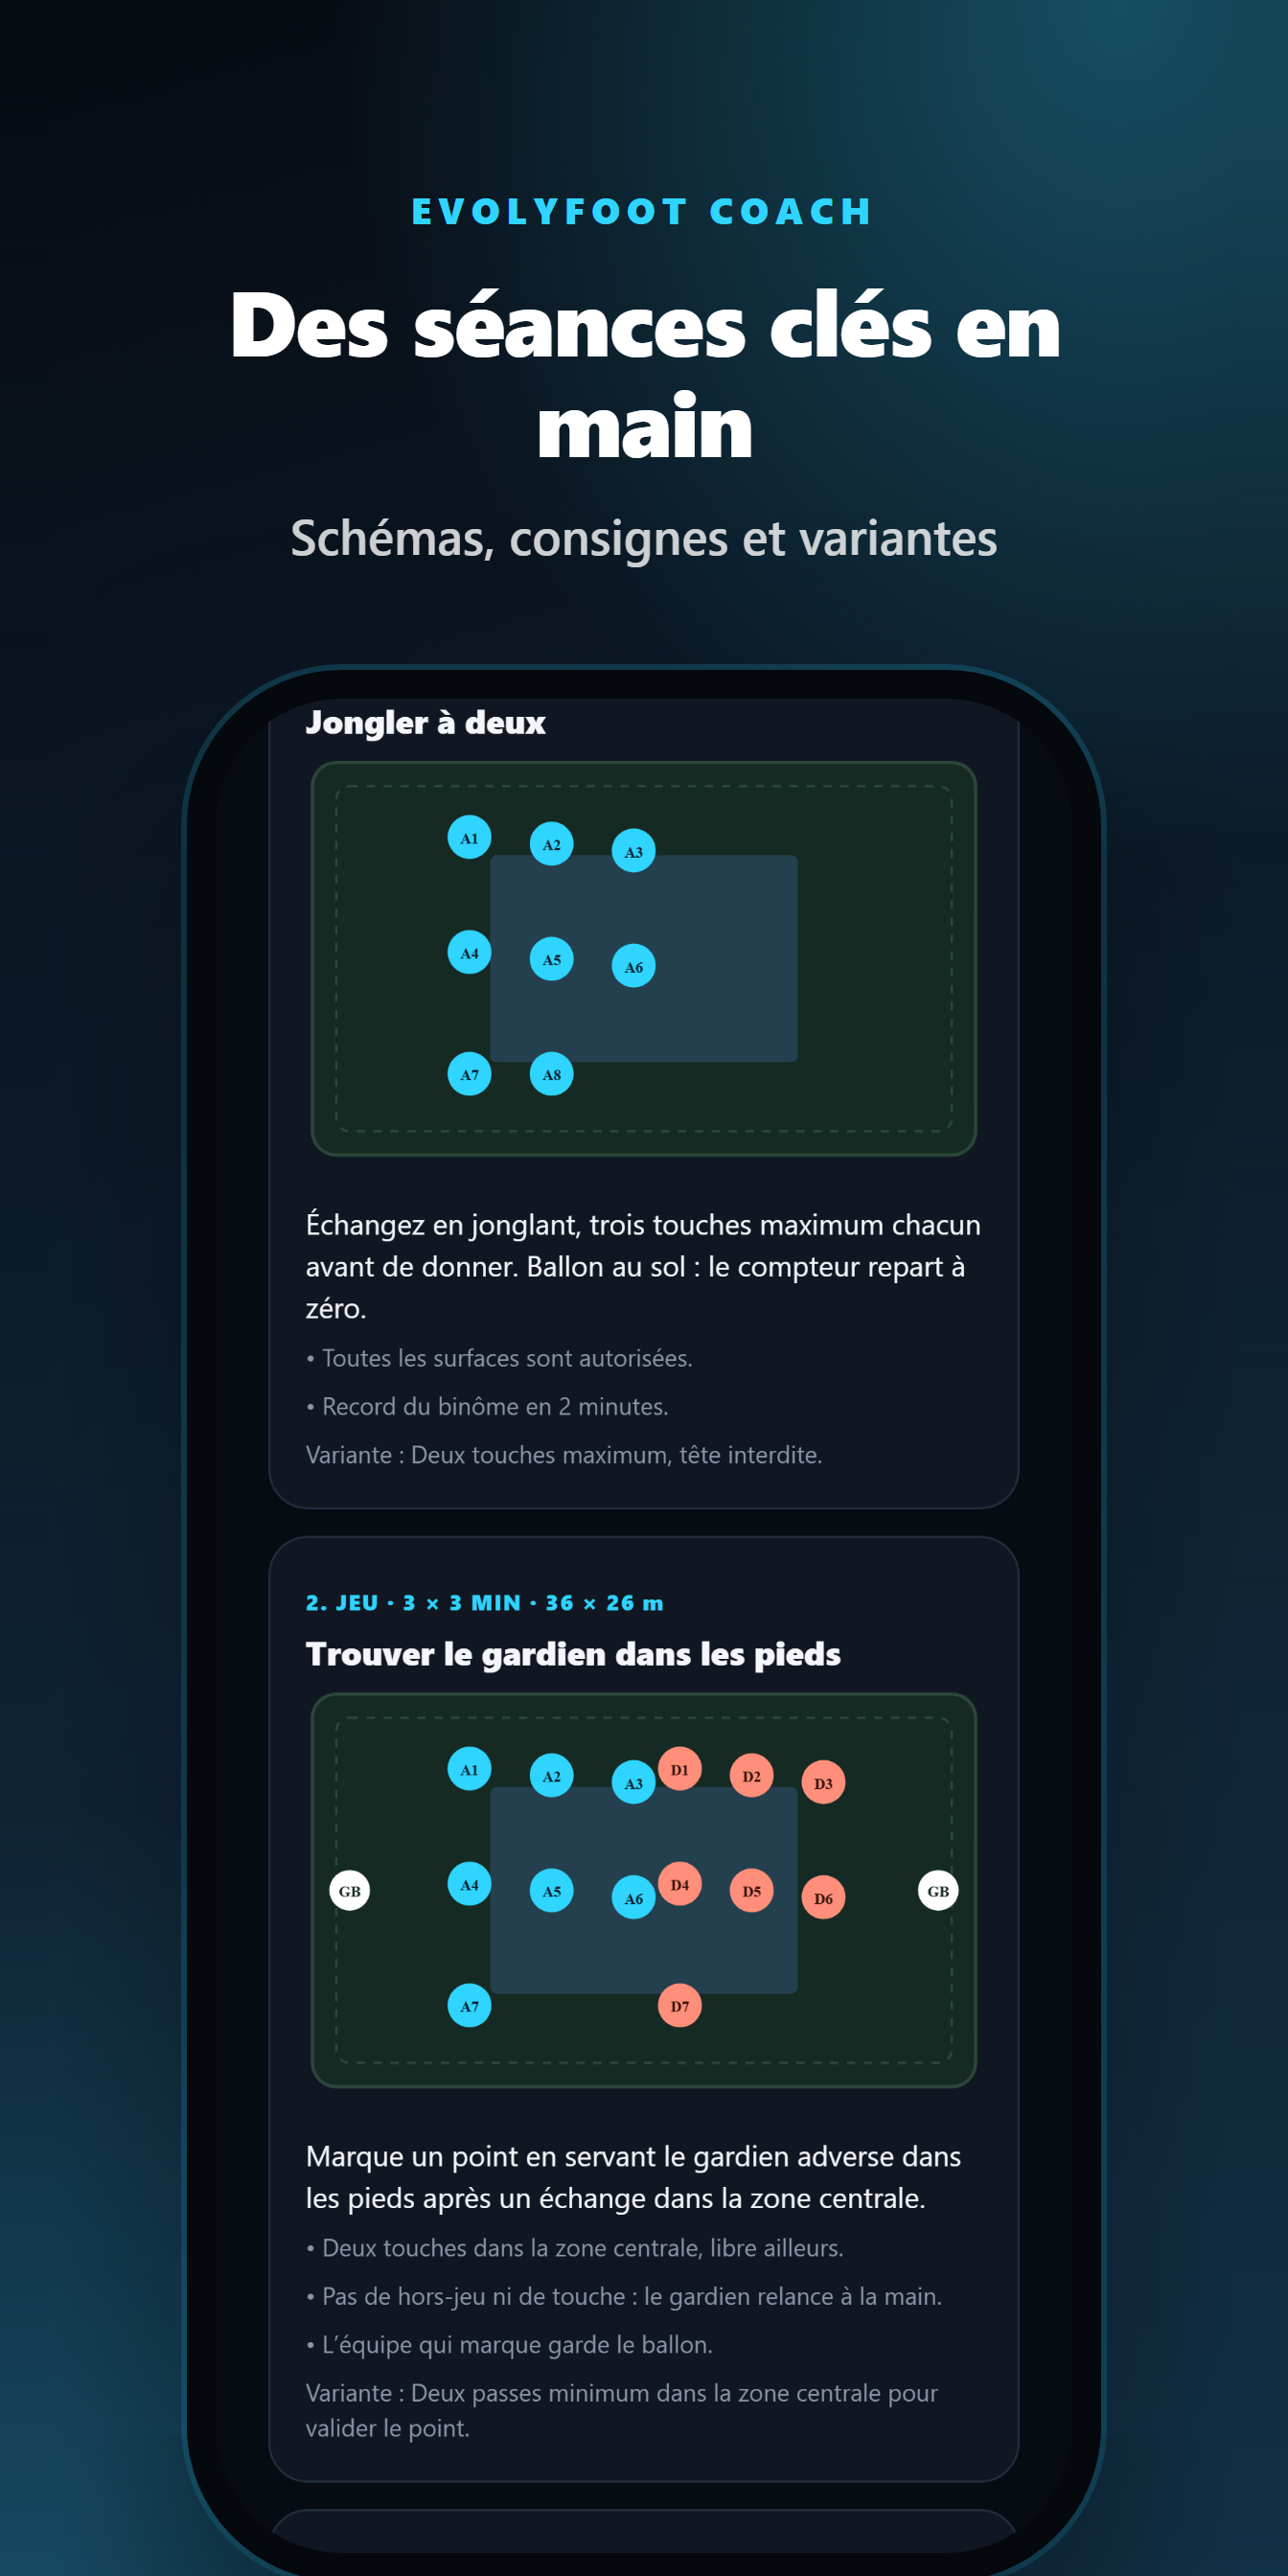 EVOLYFOOT COACH
Des séances clés en
main
Schémas, consignes et variantes
Jongler à deux
A1 A2 A3
A4 A5 A6
A7 A8
Échangez en jonglant, trois touches maximum chacun
avant de donner. Ballon au sol : le compteur repart à
zéro.
• Toutes les surfaces sont autorisées.
• Record du binôme en 2 minutes.
Variante : Deux touches maximum, tête interdite.
2. JEU · 3 × 3 MIN · 36 × 26 m
Trouver le gardien dans les pieds
A1 A2 A3 D1 D2 D3
GB A4 A5 A6 D4 D5 D6 GB
A7 D7
Marque un point en servant le gardien adverse dans
les pieds après un échange dans la zone centrale.
• Deux touches dans la zone centrale, libre ailleurs.
• Pas de hors-jeu ni de touche : le gardien relance à la main.
• L’équipe qui marque garde le ballon.
Variante : Deux passes minimum dans la zone centrale pour
valider le point.